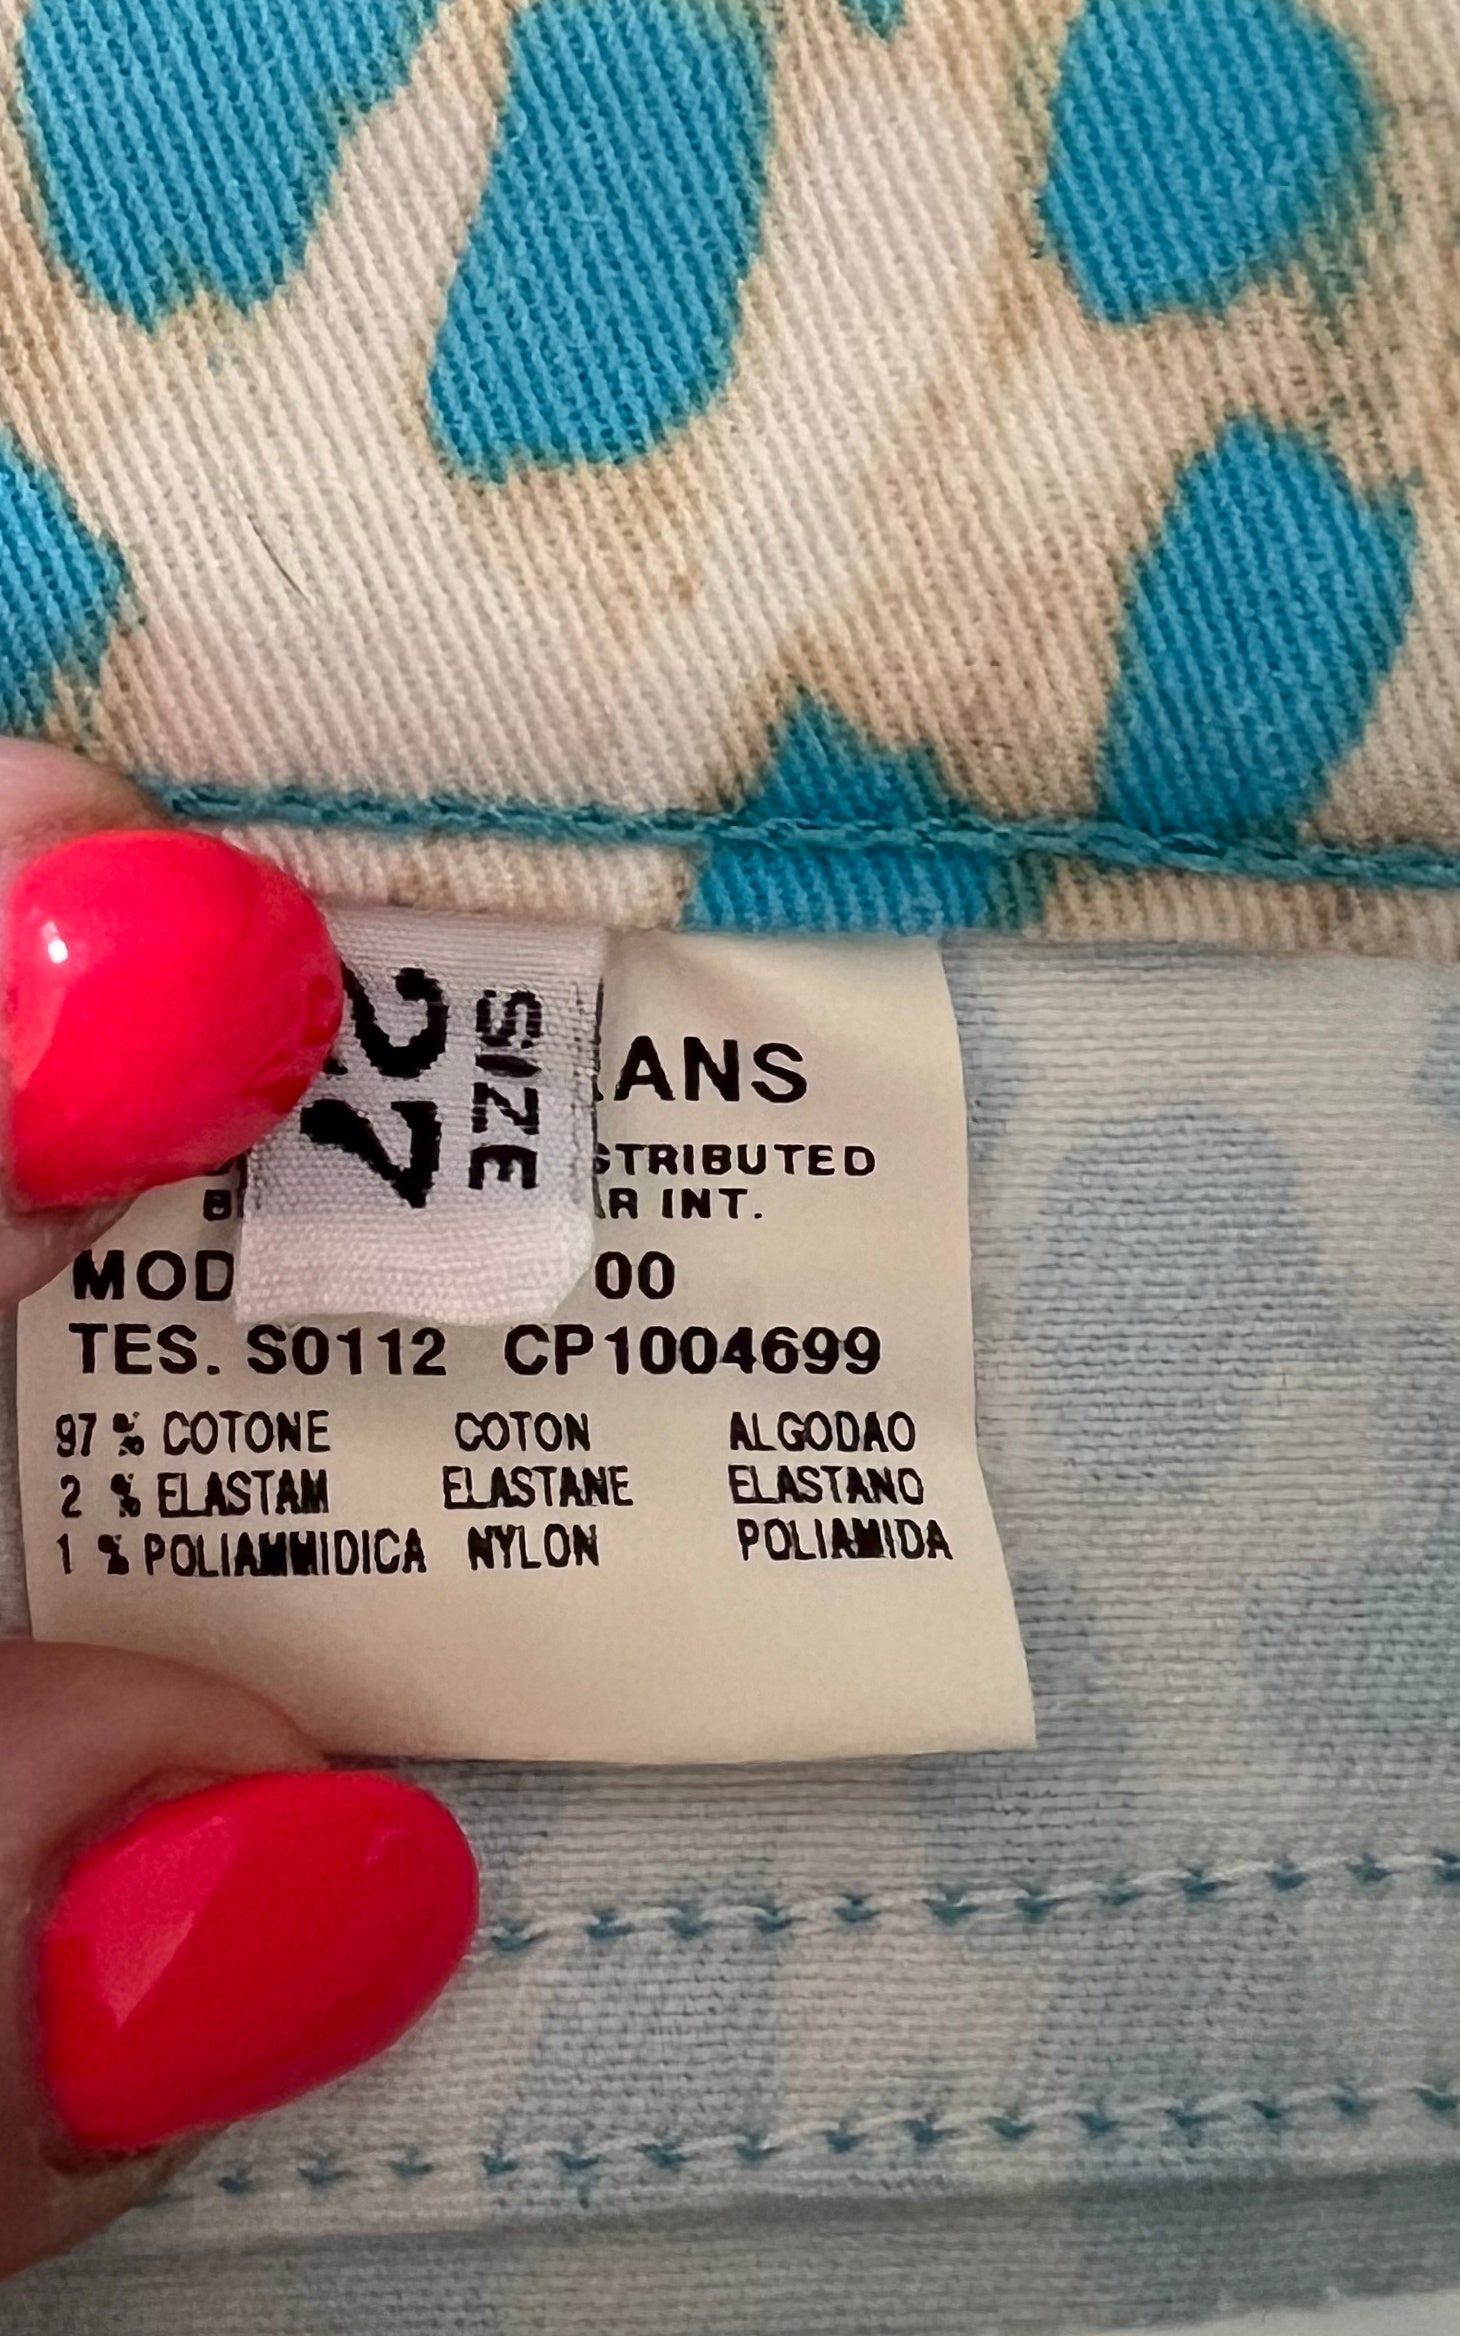 SIZE
27
ANS
STRIBUTED
B R INT.
MOD 00
TES. S0112 CP1004699
97 % COTONE COTON ALGODAO
2 % ELASTAM ELASTANE ELASTANO
1 % POLIAMMIDICA NYLON POLIAMIDA